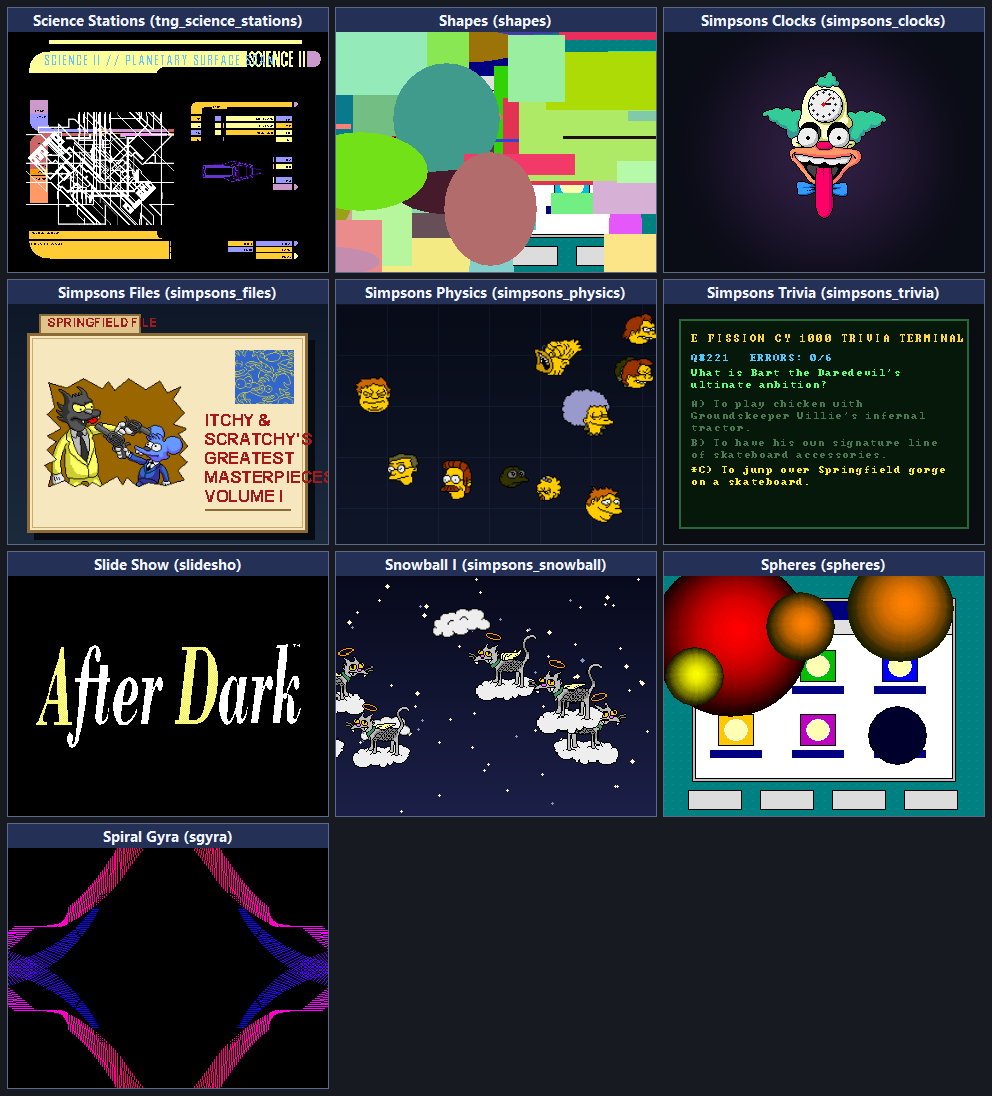 Science Stations (tng_science_stations)
Shapes (shapes)
Simpsons Clocks (simpsons_clocks)
SCIENCE II // PLANETARY SURFACE
SCIENCE II
Simpsons Files (simpsons_files)
Simpsons Physics (simpsons_physics)
Simpsons Trivia (simpsons_trivia)
SPRINGFIELD F LE
ITCHY &
SCRATCHY'S
GREATEST
MASTERPIECES
VOLUME I
E FISSION CY 1000 TRIVIA TERMINAL
Q#221 ERRORS: 0/6
What is Bart the Daredevil's
ultimate ambition?
A) To play chicken with
Groundskeeper Willie's infernal
tractor.
B) To have his own signature line
of skateboard accessories.
*C) To jump over Springfield gorge
on a skateboard.
Slide Show (slidesho)
Snowball I (simpsons_snowball)
Spheres (spheres)
After Dark
Spiral Gyra (sgyra)